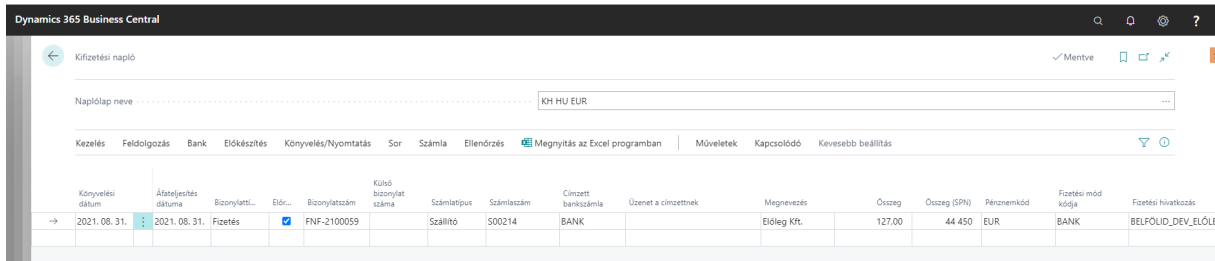 Dynamics 365 Business Central
?
Kifizetési napló
Mentve
Naplólap neve
KH HU EUR
...
Kezelés Feldolgozás Bank Előkészítés Könyvelés/Nyomtatás Sor Számla Ellenőrzés Megnyitás az Excel programban Műveletek Kapcsolódó Kevesebb beállítás
Könyvelési dátum Áfateljesítés dátuma Bizonylattí... Előr... Bizonylatszám Külső bizonylat száma Számlatípus Számlaszám Címzett bankszámla Üzenet a címzettnek Megnevezés Összeg Összeg (SPN) Pénznemkód Fizetési mód kódja Fizetési hivatkozás
2021. 08. 31. 2021. 08. 31. Fizetés FNF-2100059 Szállító S00214 BANK Előleg Kft. 127,00 44 450 EUR BANK BELFÖLID_DEV_ELŐLE